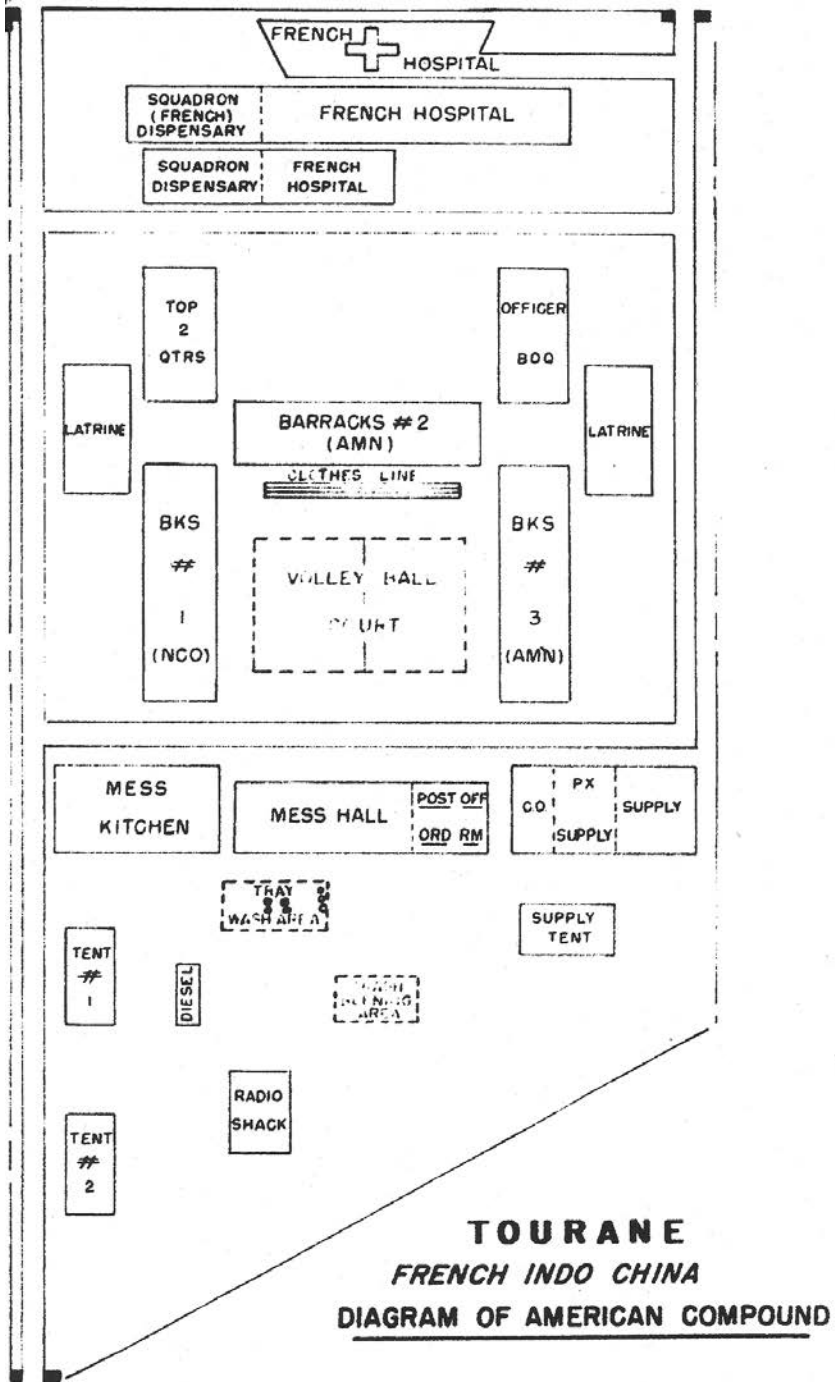 FRENCH
HOSPITAL
SQUADRON
(FRENCH)
DISPENSARY
FRENCH HOSPITAL
SQUADRON
DISPENSARY
FRENCH
HOSPITAL
TOP
2
QTRS
OFFICER
BOQ
LATRINE
BARRACKS #2
(AMN)
LATRINE
CLOTHES LINE
BKS
#
1
(NCO)
VOLLEY BALL
COURT
BKS
#
3
(AMN)
MESS
KITCHEN
MESS HALL
POST OFF
ORD RM
CO
PX
SUPPLY
SUPPLY
TRAY
WASH AREA
SUPPLY
TENT
TENT
#
1
DIESEL
AREA
RADIO
SHACK
TENT
#
2
TOURANE
FRENCH INDO CHINA
DIAGRAM OF AMERICAN COMPOUND